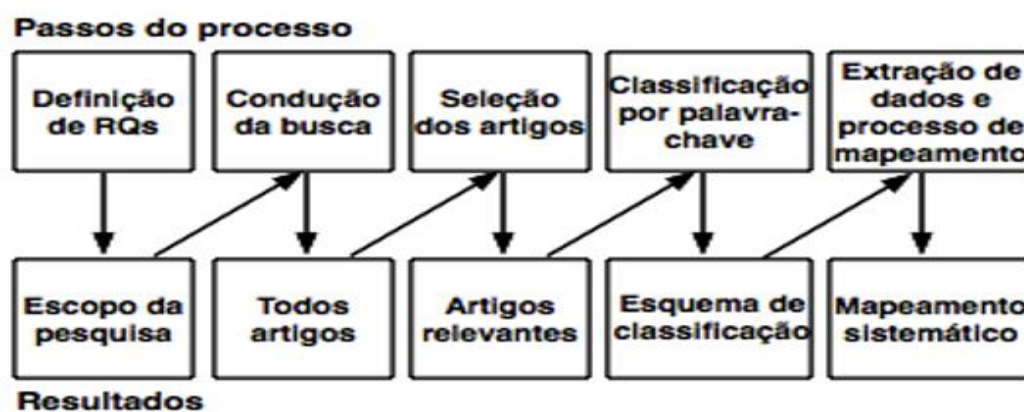 Passos do processo
Definição
de RQs
Condução
da busca
Seleção
dos artigos
Classificação
por palavra-
chave
Extração de
dados e
processo de
mapeamento
Escopo da
pesquisa
Todos
artigos
Artigos
relevantes
Esquema de
classificação
Mapeamento
sistemático
Resultados